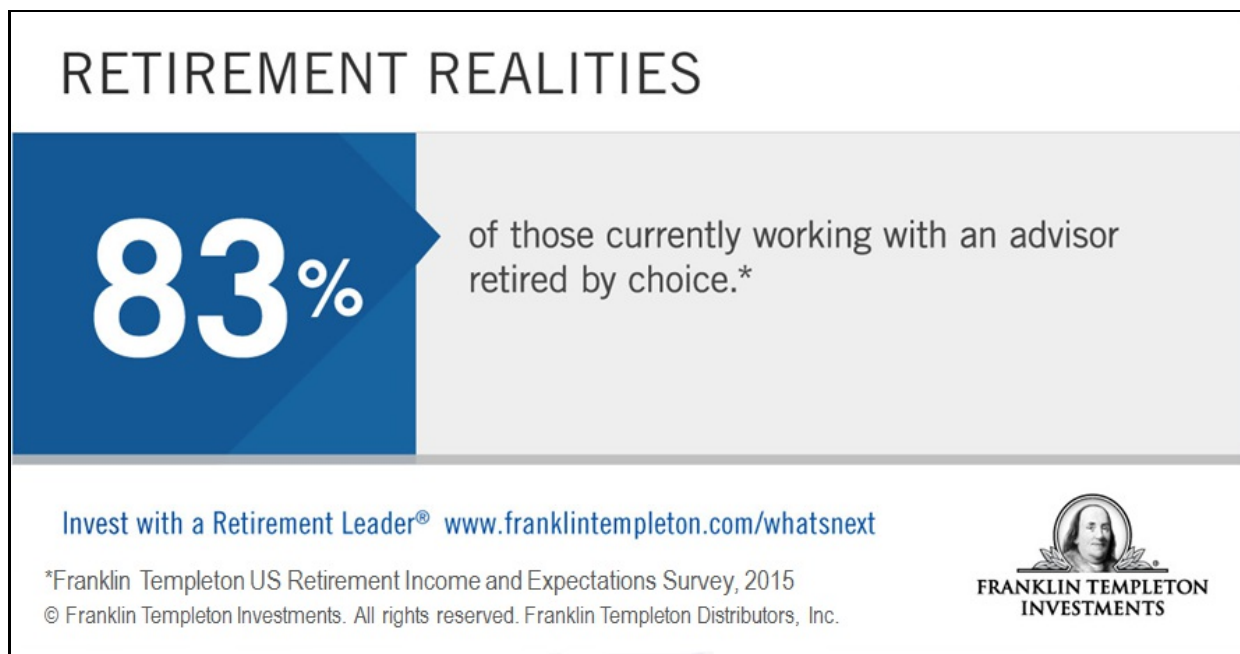 RETIREMENT REALITIES
83%
of those currently working with an advisor
retired by choice.*
Invest with a Retirement Leader® www.franklintempleton.com/whatsnext
*Franklin Templeton US Retirement Income and Expectations Survey, 2015
© Franklin Templeton Investments. All rights reserved. Franklin Templeton Distributors, Inc.
FRANKLIN TEMPLETON
INVESTMENTS